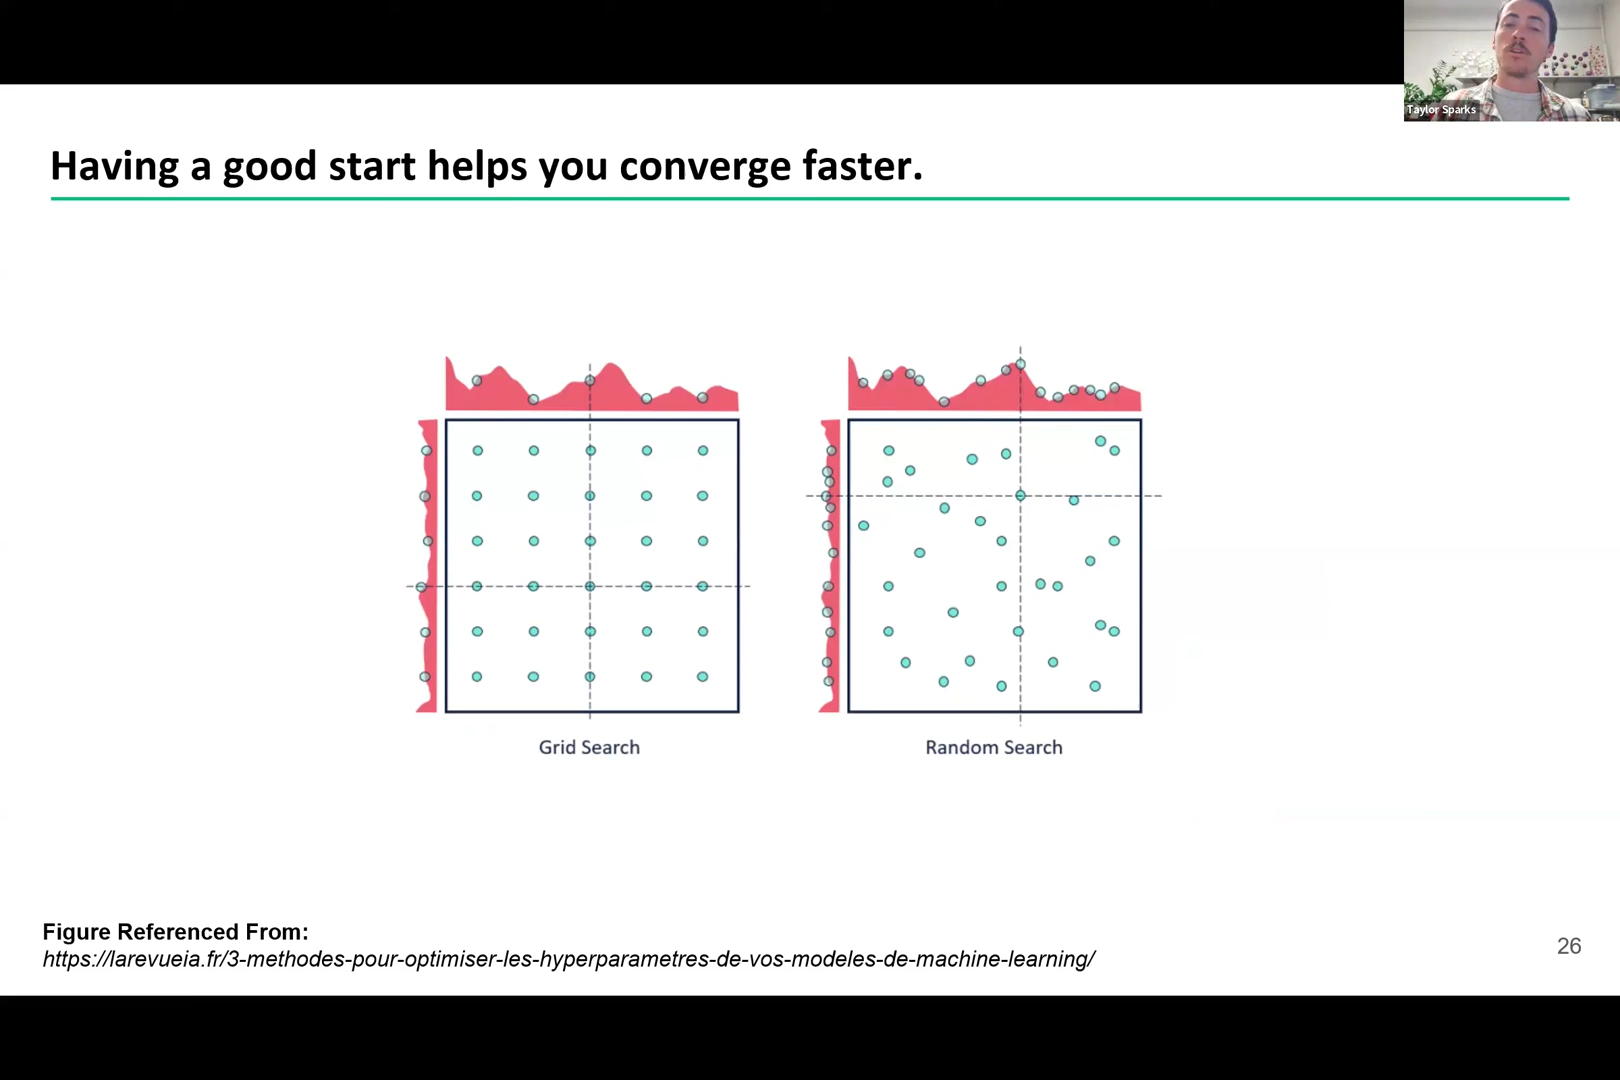 Taylor Sparks
Having a good start helps you converge faster.
Grid Search
Random Search
Figure Referenced From:
https://larevueia.fr/3-methodes-pour-optimiser-les-hyperparametres-de-vos-modeles-de-machine-learning/
26